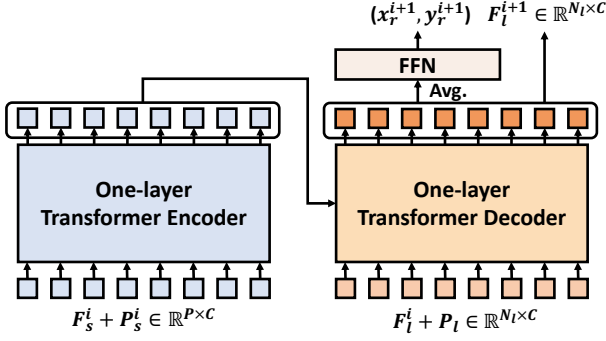 (x_r^{i+1}, y_r^{i+1}) F_l^{i+1} ∈ ℝ^{N_l×C}
FFN
Avg.
One-layer
Transformer Encoder
One-layer
Transformer Decoder
F_s^i + P_s^i ∈ ℝ^{P×C}
F_l^i + P_l ∈ ℝ^{N_l×C}